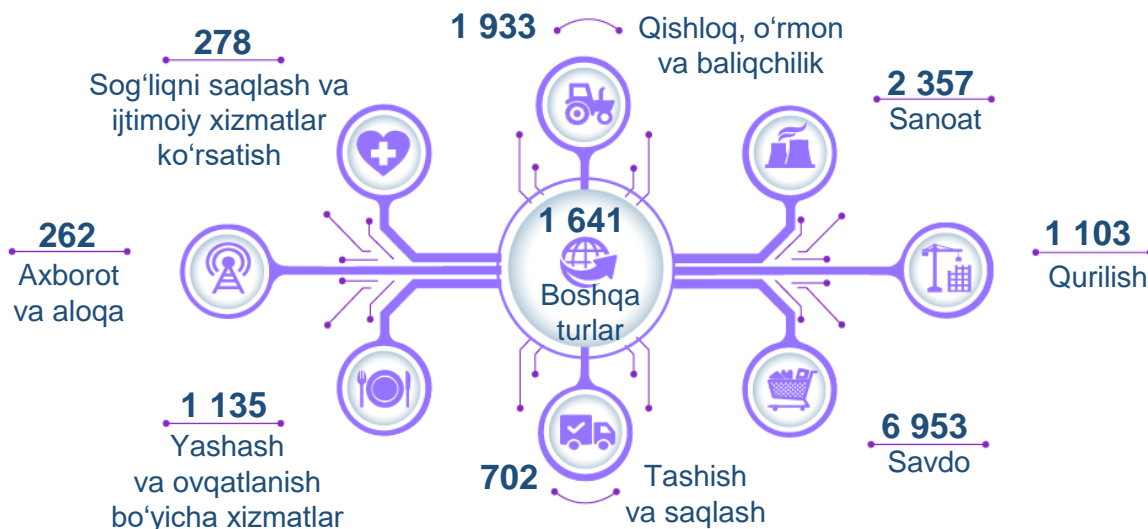 278
Sog‘liqni saqlash va
ijtimoiy xizmatlar
ko‘rsatish
1 933
Qishloq, o‘rmon
va baliqchilik
2 357
Sanoat
262
Axborot
va aloqa
1 641
Boshqa
turlar
1 103
Qurilish
1 135
Yashash
va ovqatlanish
bo‘yicha xizmatlar
702
Tashish
va saqlash
6 953
Savdo